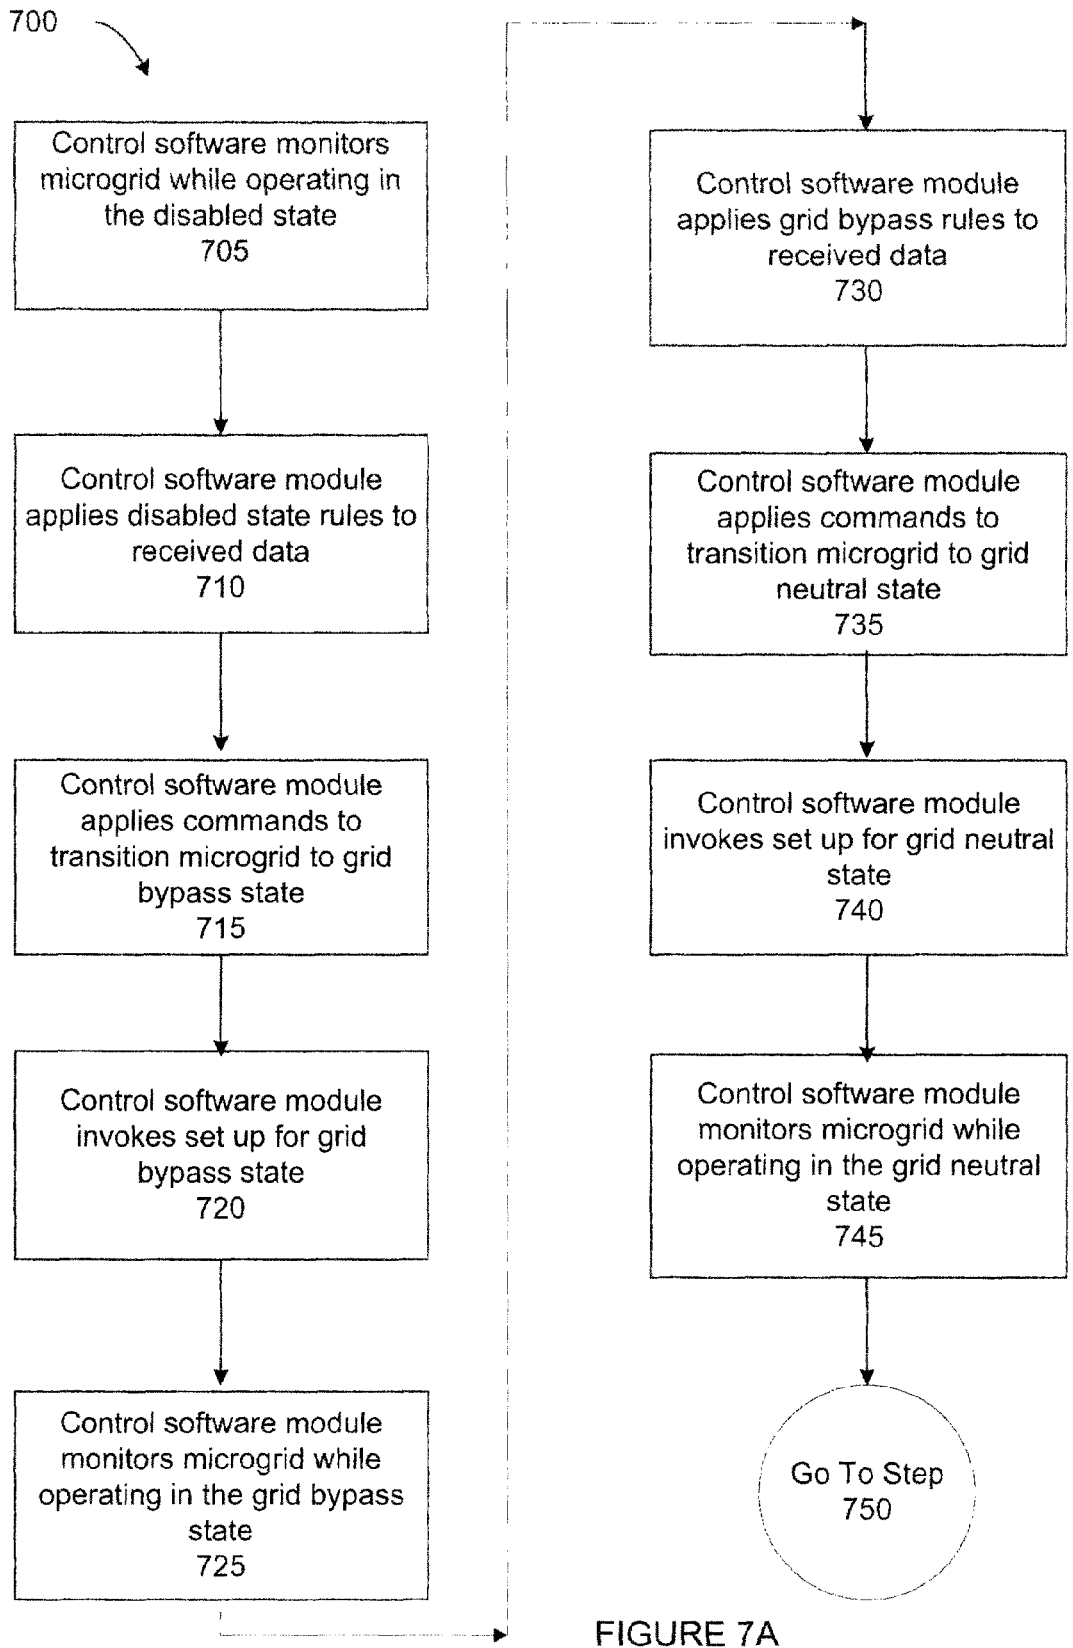 700
Control software monitors
microgrid while operating in
the disabled state
705
Control software module
applies disabled state rules to
received data
710
Control software module
applies commands to
transition microgrid to grid
bypass state
715
Control software module
invokes set up for grid
bypass state
720
Control software module
monitors microgrid while
operating in the grid bypass
state
725
Control software module
applies grid bypass rules to
received data
730
Control software module
applies commands to
transition microgrid to grid
neutral state
735
Control software module
invokes set up for grid neutral
state
740
Control software module
monitors microgrid while
operating in the grid neutral
state
745
Go To Step
750
FIGURE 7A